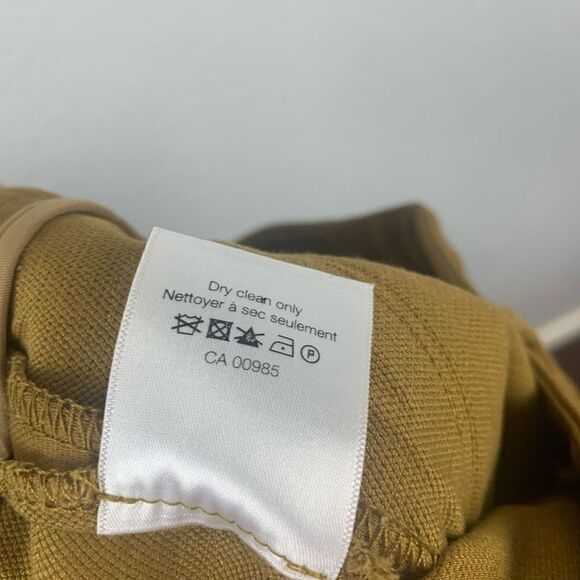 Dry clean only
Nettoyer à sec seulement
P
CA 00985